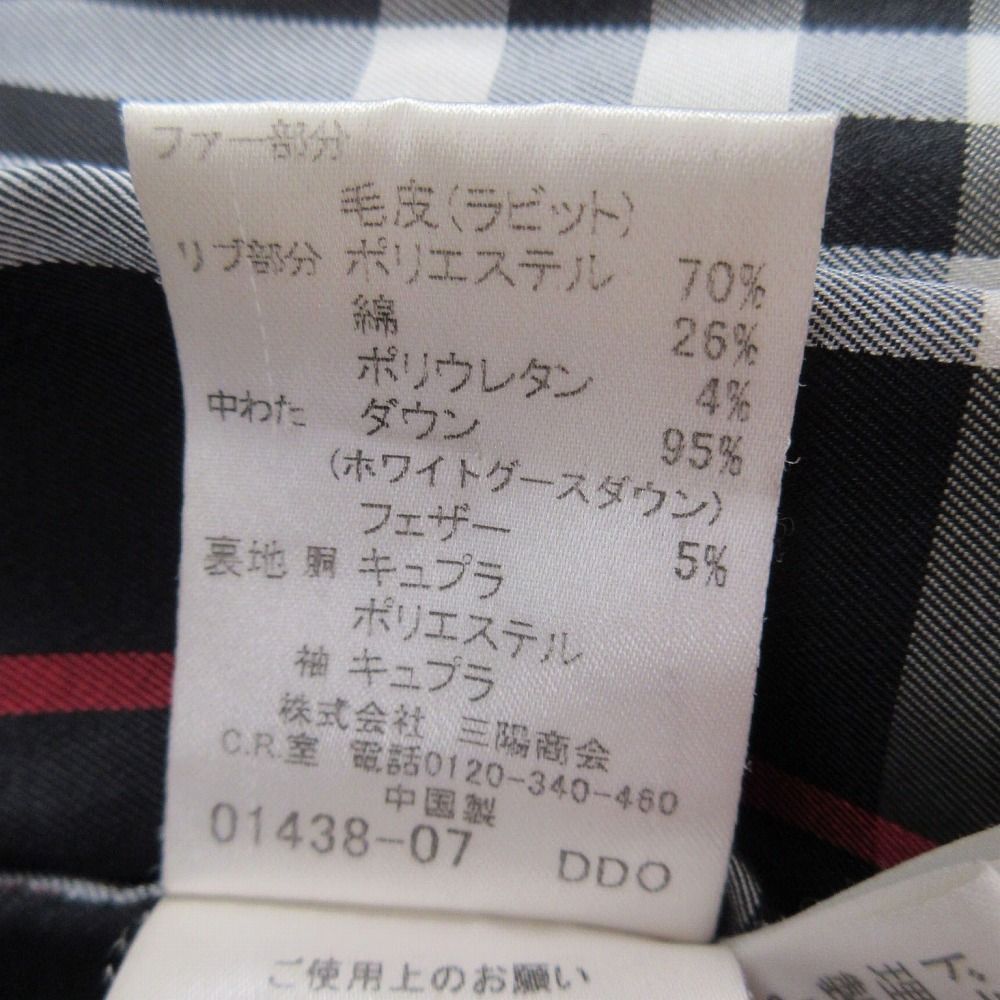 ファー部分
毛皮(ラビット)
リブ部分 ポリエステル 70%
綿 26%
ポリウレタン 4%
中わた ダウン 95%
(ホワイトグースダウン)
フェザー 5%
裏地 胴 キュプラ
ポリエステル
袖 キュプラ
株式会社 三陽商会
C.R.室 電話0120-340-460
中国製
01438-07 DDO
ご使用上のお願い